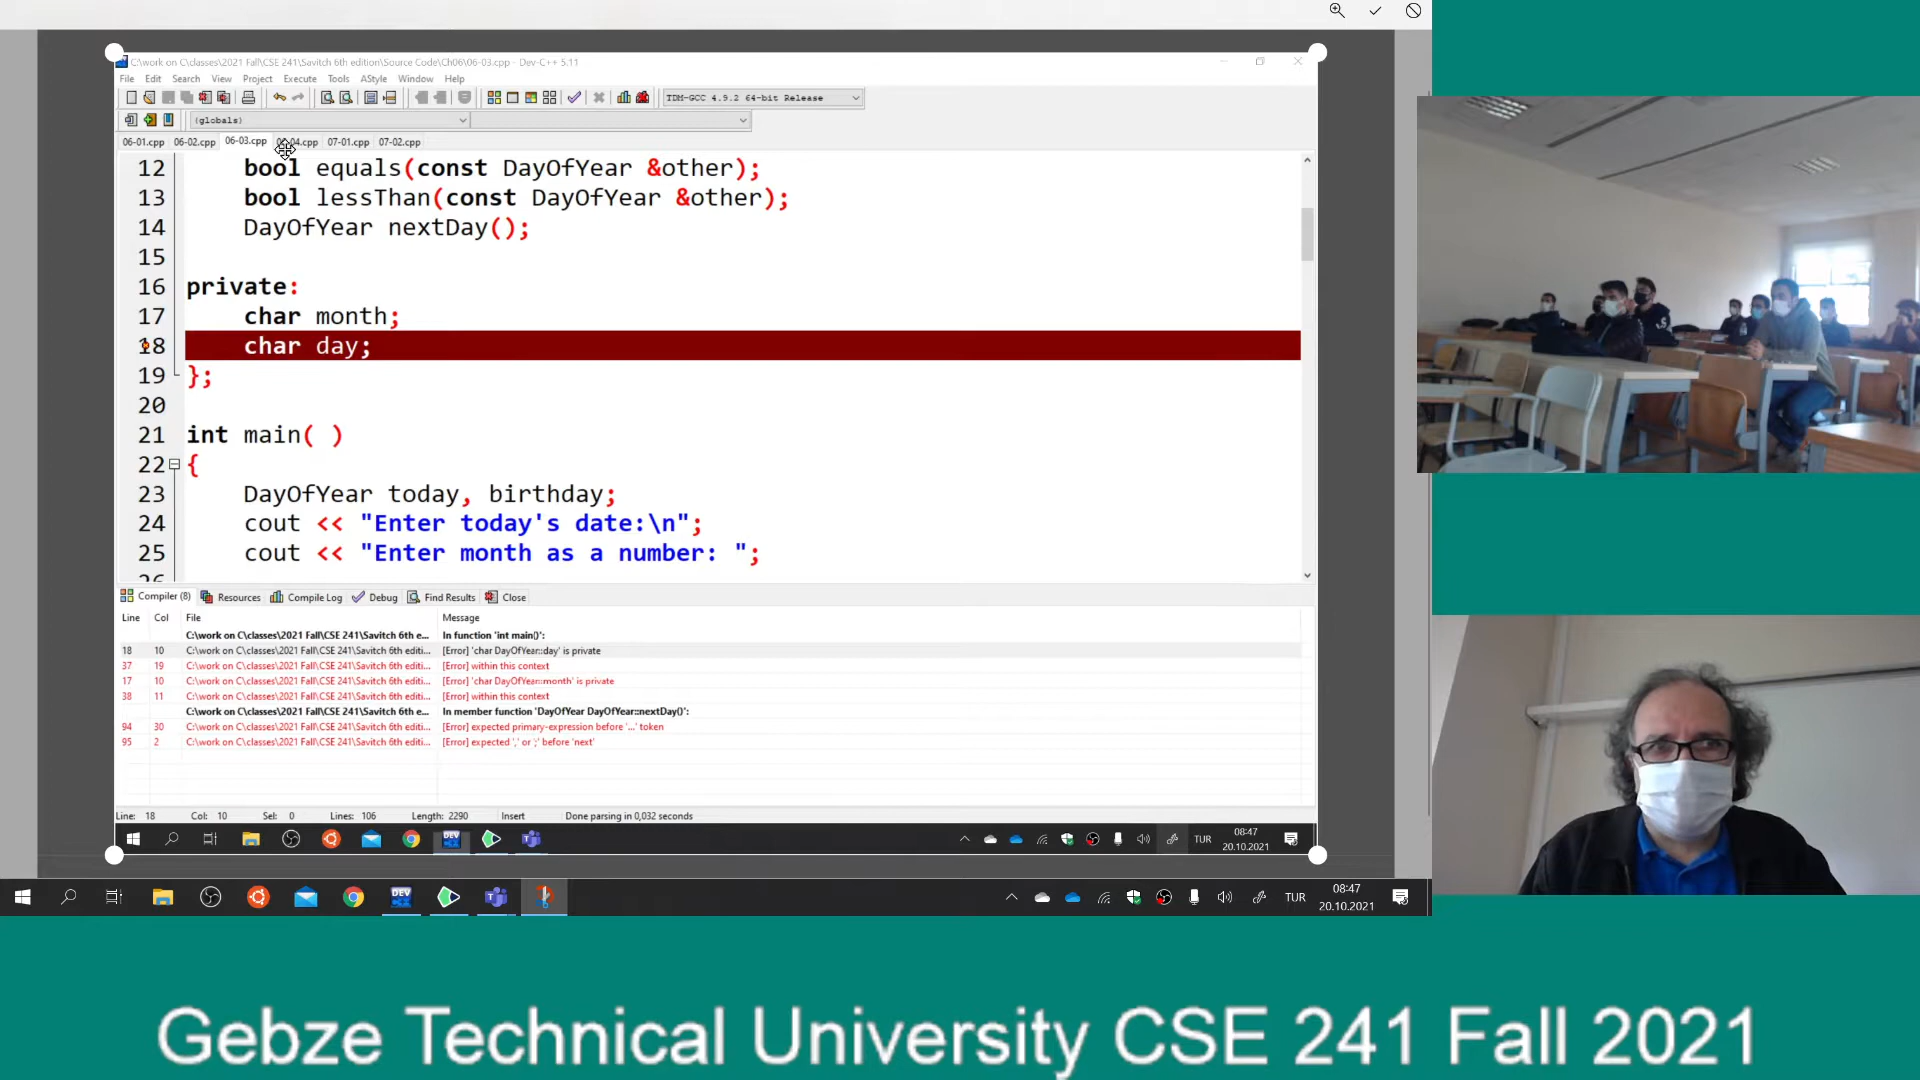 C:\work on C\classes\2021 Fall\CSE 241\Savitch 6th edition\Source Code\Ch06\06-03.cpp - Dev-C++ 5.11
File Edit Search View Project Execute Tools AStyle Window Help
TDM-GCC 4.9.2 64-bit Release
(globals)
06-01.cpp 06-02.cpp 06-03.cpp 07-01.cpp 07-02.cpp
12 bool equals(const DayOfYear &other);
13 bool lessThan(const DayOfYear &other);
14 DayOfYear nextDay();
15
16 private:
17 char month;
18 char day;
19 };
20
21 int main( )
22 {
23 DayOfYear today, birthday;
24 cout << "Enter today's date:\n";
25 cout << "Enter month as a number: ";
Compiler (8) Resources Compile Log Debug Find Results Close
Line Col File Message
C:\work on C\classes\2021 Fall\CSE 241\Savitch 6th e... In function 'int main()':
18 10 C:\work on C\classes\2021 Fall\CSE 241\Savitch 6th editi... [Error] 'char DayOfYear::day' is private
37 19 C:\work on C\classes\2021 Fall\CSE 241\Savitch 6th editi... [Error] within this context
17 10 C:\work on C\classes\2021 Fall\CSE 241\Savitch 6th editi... [Error] 'char DayOfYear::month' is private
38 11 C:\work on C\classes\2021 Fall\CSE 241\Savitch 6th editi... [Error] within this context
C:\work on C\classes\2021 Fall\CSE 241\Savitch 6th e... In member function 'DayOfYear DayOfYear::nextDay()':
94 30 C:\work on C\classes\2021 Fall\CSE 241\Savitch 6th editi... [Error] expected primary-expression before '...' token
95 2 C:\work on C\classes\2021 Fall\CSE 241\Savitch 6th editi... [Error] expected ',' or ';' before 'next'
Line: 18 Col: 10 Sel: 0 Lines: 106 Length: 2290 Insert Done parsing in 0,032 seconds
DEV TUR 08:47
20.10.2021
DEV TUR 08:47
20.10.2021
Gebze Technical University CSE 241 Fall 2021